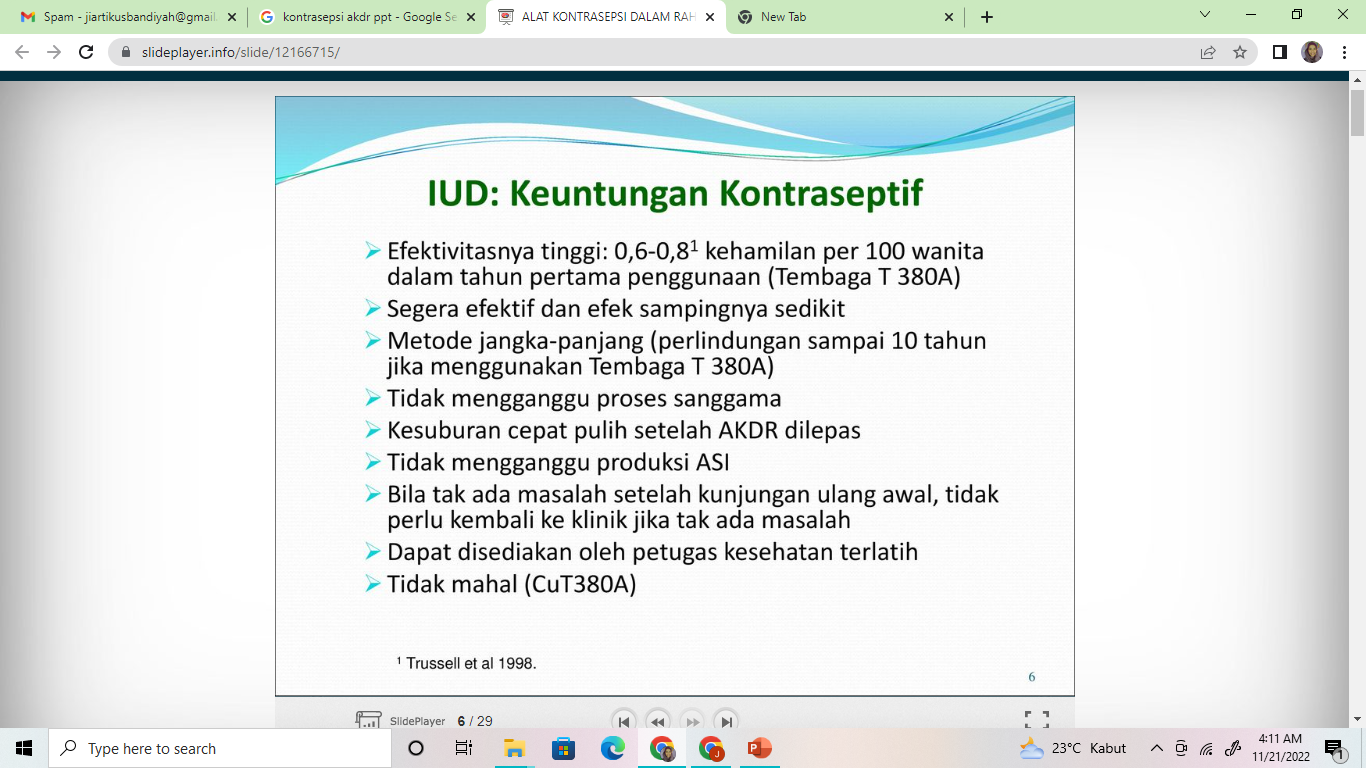 Spam - jiartikusbandiyah@gmail.
kontrasepsi akdr ppt - Google Se
ALAT KONTRASEPSI DALAM RAH
New Tab
slideplayer.info/slide/12166715/
IUD: Keuntungan Kontraseptif
➢ Efektivitasnya tinggi: 0,6-0,8¹ kehamilan per 100 wanita
dalam tahun pertama penggunaan (Tembaga T 380A)
➢ Segera efektif dan efek sampingnya sedikit
➢ Metode jangka-panjang (perlindungan sampai 10 tahun
jika menggunakan Tembaga T 380A)
➢ Tidak mengganggu proses sanggama
➢ Kesuburan cepat pulih setelah AKDR dilepas
➢ Tidak mengganggu produksi ASI
➢ Bila tak ada masalah setelah kunjungan ulang awal, tidak
perlu kembali ke klinik jika tak ada masalah
➢ Dapat disediakan oleh petugas kesehatan terlatih
➢ Tidak mahal (CuT380A)
¹ Trussell et al 1998.
6
SlidePlayer 6 / 29
Type here to search
23°C Kabut
4:11 AM
11/21/2022
1